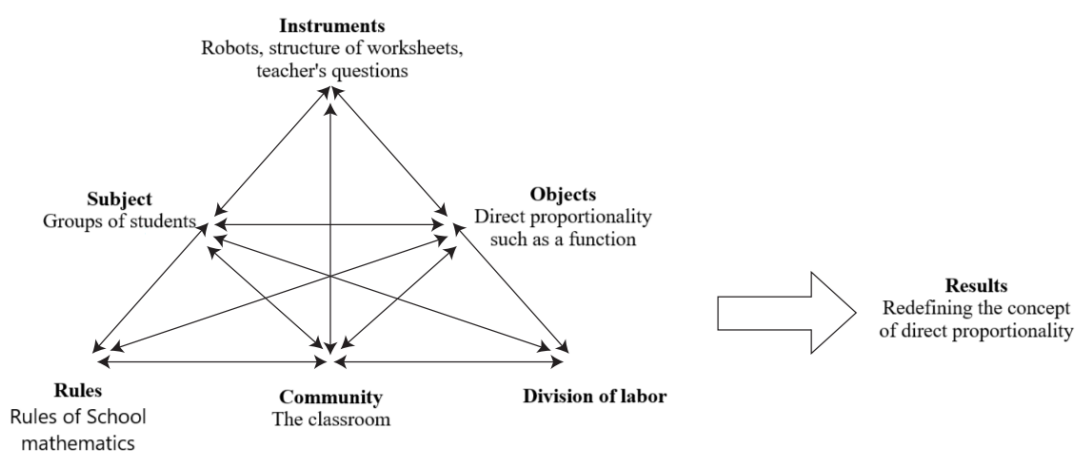 Instruments
Robots, structure of worksheets,
teacher's questions
Subject
Groups of students
Objects
Direct proportionality
such as a function
Results
Redefining the concept
of direct proportionality
Rules
Rules of School
mathematics
Community
The classroom
Division of labor